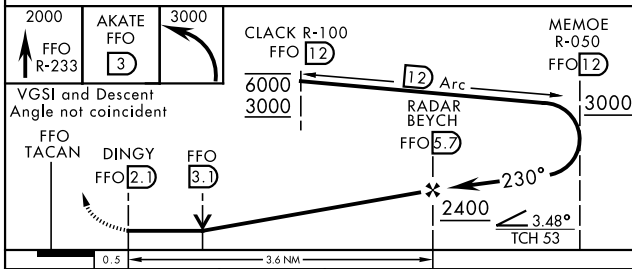 2000
FFO
R-233
AKATE
FFO
3
3000
VGSI and Descent
Angle not coincident
CLACK R-100
FFO 12
6000
3000
12 Arc
MEMOE
R-050
FFO 12
3000
RADAR
BEYCH
FFO 5.7
FFO
TACAN
DINGY
FFO 2.1
FFO
3.1
230°
2400
3.48°
TCH 53
0.5
3.6 NM